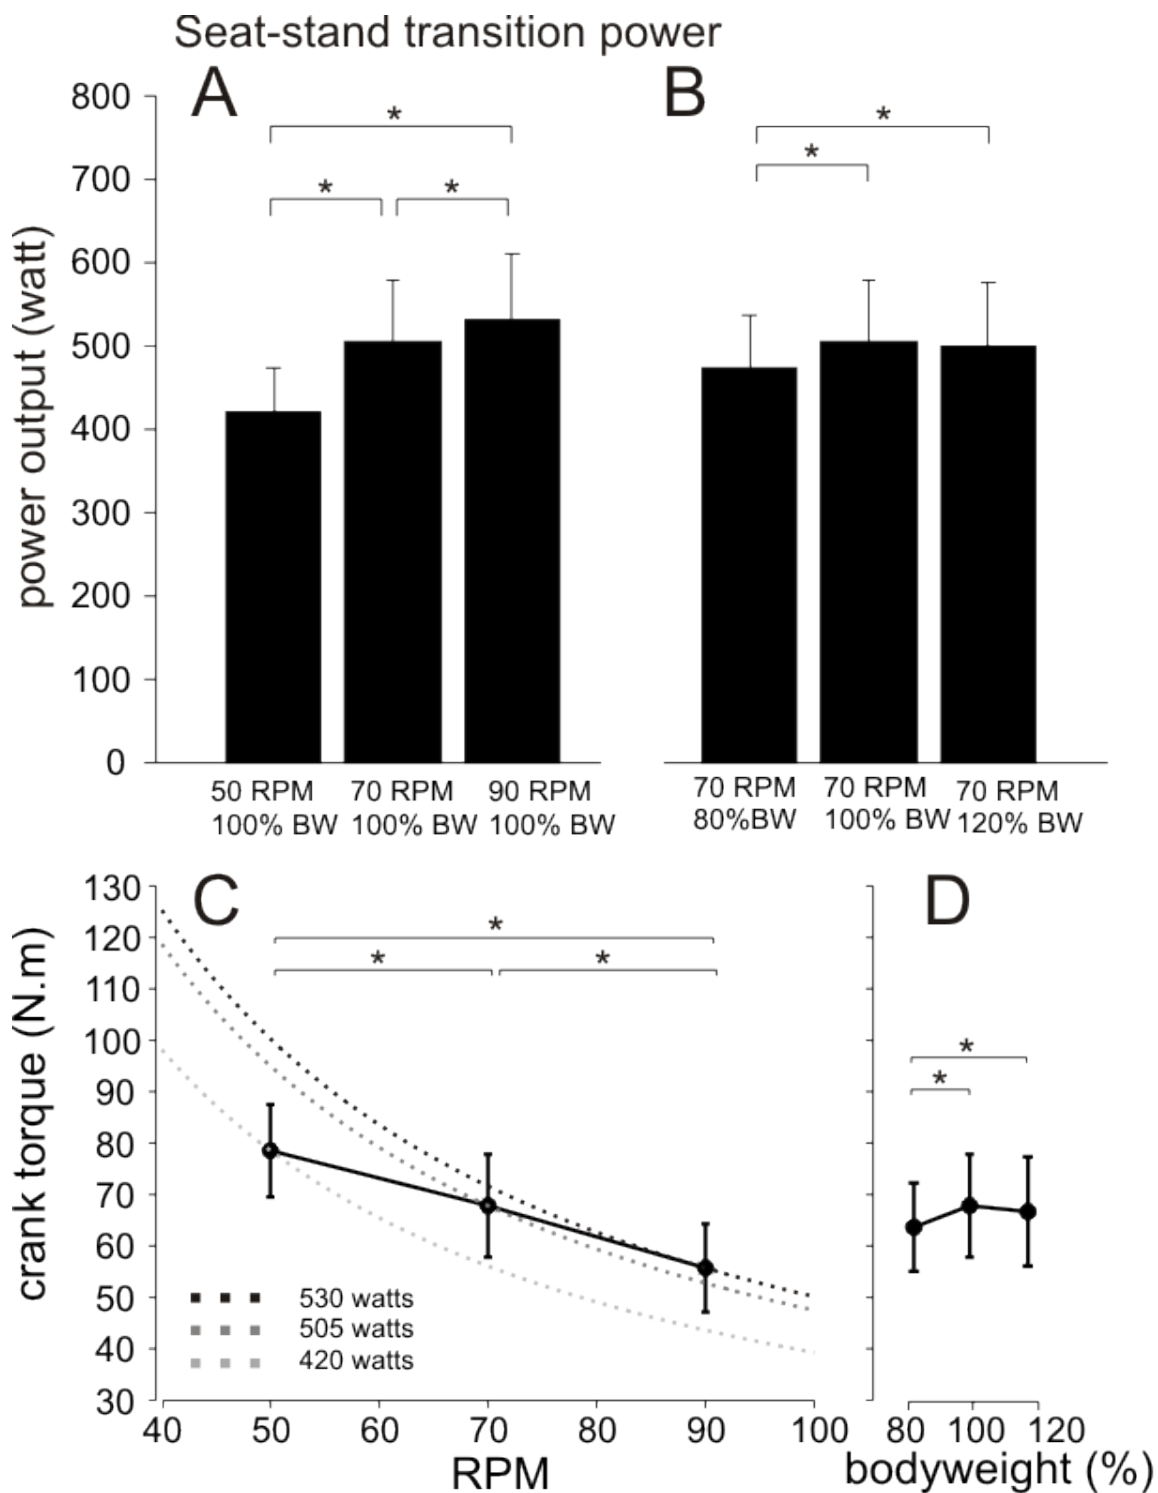 Seat-stand transition power
A
B
power output (watt)
800
700
600
500
400
300
200
100
0
*
*
*
*
*
50 RPM
100% BW
70 RPM
100% BW
90 RPM
100% BW
70 RPM
80%BW
70 RPM
100% BW
70 RPM
120% BW
C
D
crank torque (N.m)
130
120
110
100
90
80
70
60
50
40
30
*
*
*
*
*
530 watts
505 watts
420 watts
40 50 60 70 80 90 100
RPM
80 100 120
bodyweight (%)